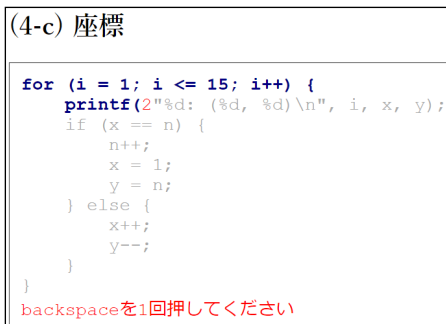 (4-c) 座標
for (i = 1; i <= 15; i++) {
    printf(2"%d: (%d, %d)\n", i, x, y);
    if (x == n) {
        n++;
        x = 1;
        y = n;
    } else {
        x++;
        y--;
    }
}
backspaceを1回押してください